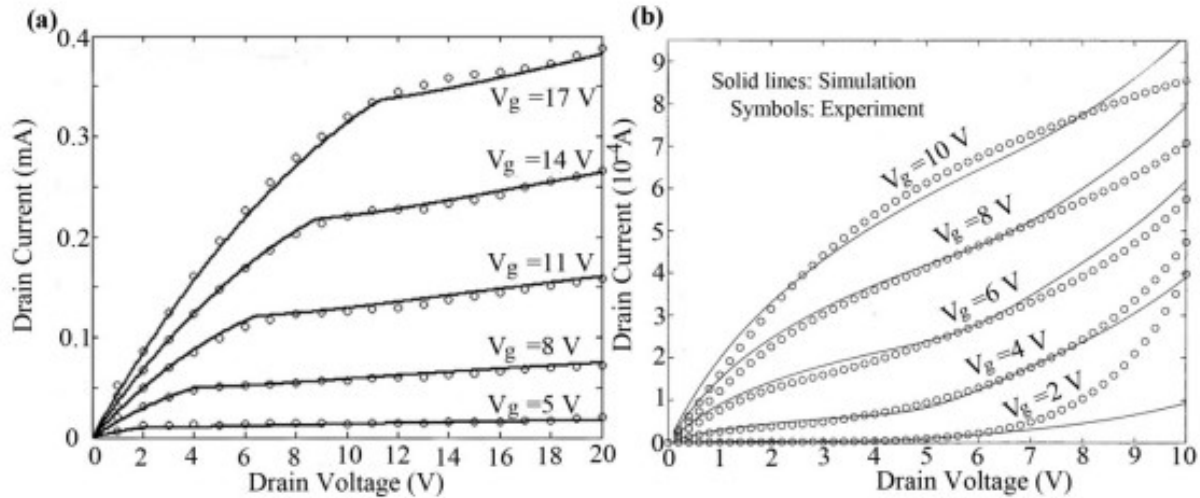 (a)
Drain Current (mA)
0.4
0.3
0.2
0.1
0
V_g =17 V
V_g =14 V
V_g =11 V
V_g =8 V
V_g =5 V
0 2 4 6 8 10 12 14 16 18 20
Drain Voltage (V)
(b)
Drain Current (10⁻⁴A)
9
8
7
6
5
4
3
2
1
0
Solid lines: Simulation
Symbols: Experiment
V_g=10 V
V_g=8 V
V_g=6 V
V_g=4 V
V_g=2 V
0 1 2 3 4 5 6 7 8 9 10
Drain Voltage (V)